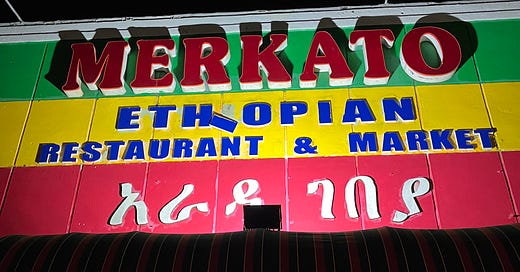 MERKATO
ETHIOPIAN
RESTAURANT & MARKET
አራዳ ገበያ